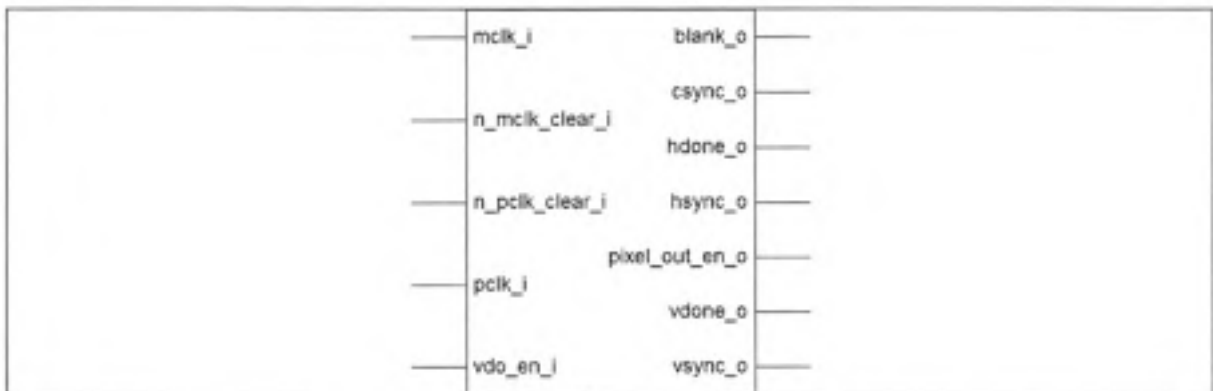 mclk_i
n_mclk_clear_i
n_pclk_clear_i
pclk_i
vdo_en_i
blank_o
csync_o
hdone_o
hsync_o
pixel_out_en_o
vdone_o
vsync_o